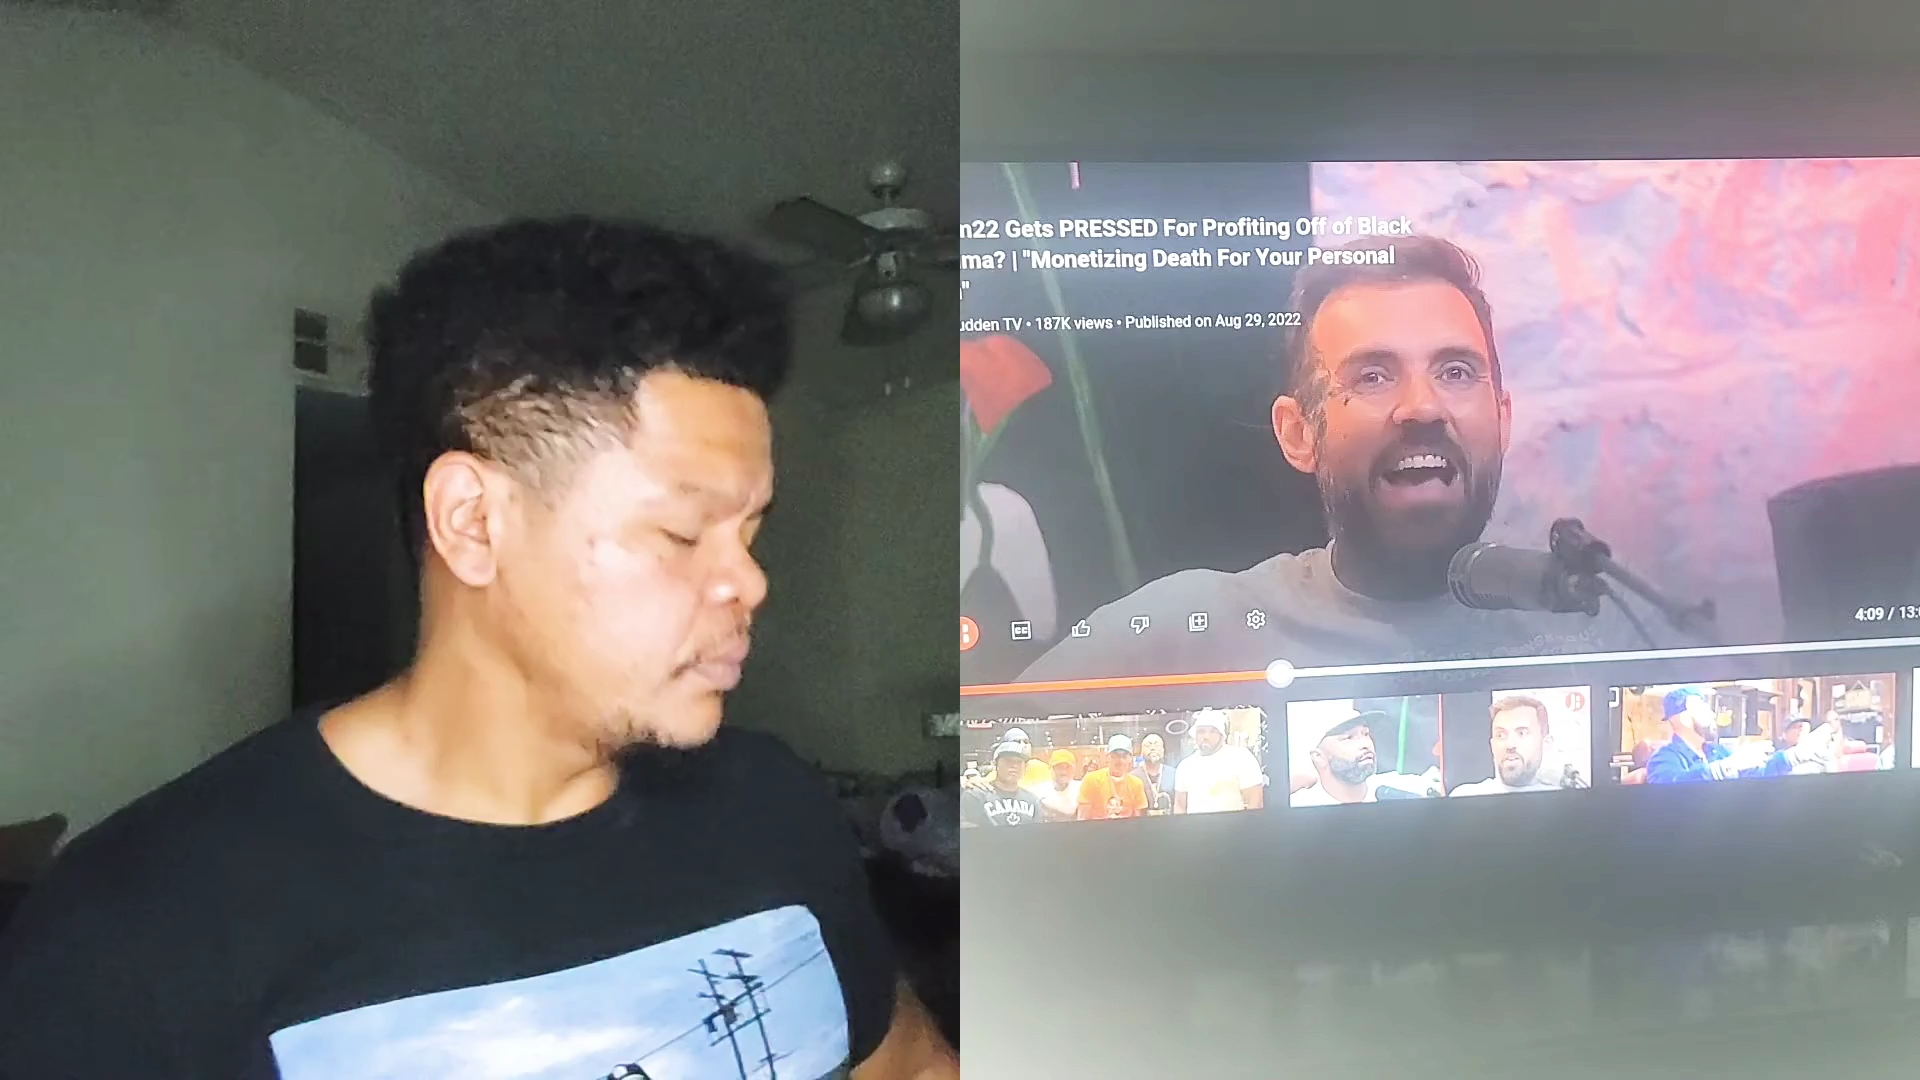 n22 Gets PRESSED For Profiting Off of Black
ma? | "Monetizing Death For Your Personal
"
udden TV • 187K views • Published on Aug 29, 2022
CC
4:09 / 13:
CANADA